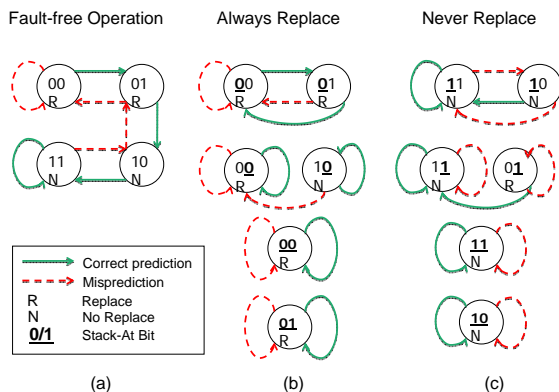 Fault-free Operation
Always Replace
Never Replace
00
R
01
R
11
N
10
N
00
R
01
R
00
R
10
N
00
R
01
R
11
N
10
N
11
N
01
R
11
N
10
N
Correct prediction
Misprediction
R Replace
N No Replace
0/1 Stack-At Bit
(a)
(b)
(c)